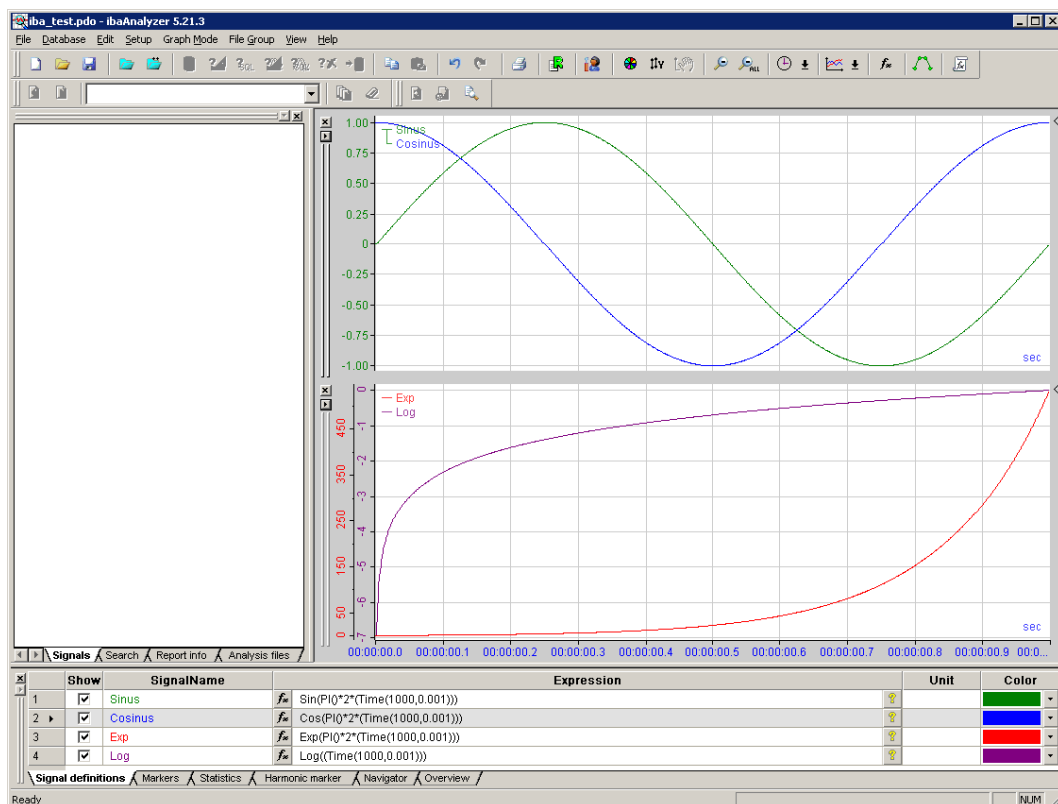 iba_test.pdo - ibaAnalyzer 5.21.3
File Database Edit Setup Graph Mode File Group View Help
1.00
0.75
0.50
0.25
0
-0.25
-0.50
-0.75
-1.00
Sinus
Cosinus
sec
450
350
250
150
50
0
0
-1
-2
-3
-4
-5
-6
-7
Exp
Log
sec
00:00:00.0 00:00:00.1 00:00:00.2 00:00:00.3 00:00:00.4 00:00:00.5 00:00:00.6 00:00:00.7 00:00:00.8 00:00:00.9 00:0...
Signals Search Report info Analysis files
Show SignalName Expression Unit Color
1 Sinus fx Sin(PI()*2*(Time(1000,0.001))) ?
2 Cosinus fx Cos(PI()*2*(Time(1000,0.001))) ?
3 Exp fx Exp(PI()*2*(Time(1000,0.001))) ?
4 Log fx Log((Time(1000,0.001))) ?
Signal definitions Markers Statistics Harmonic marker Navigator Overview
Ready NUM